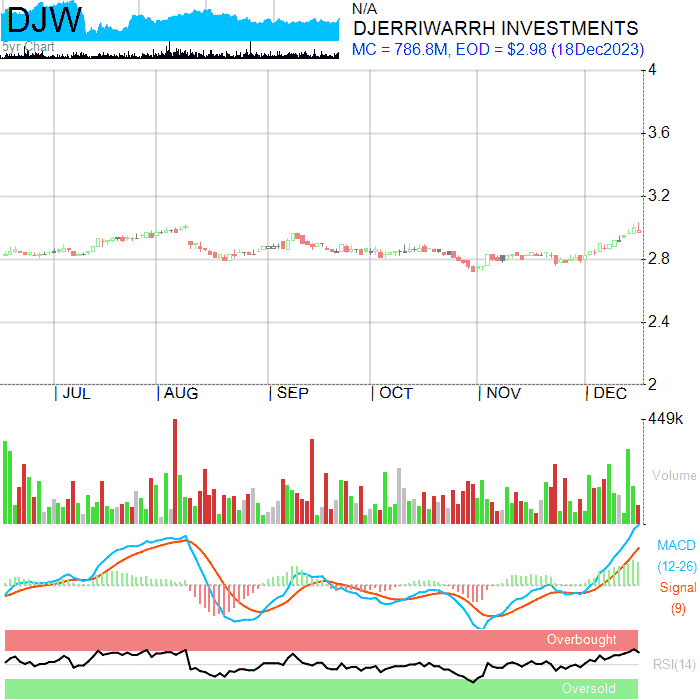 DJW
5yr Chart
N/A
DJERRIWARRH INVESTMENTS
MC = 786.8M, EOD = $2.98 (18Dec2023)
4
3.6
3.2
2.8
2.4
2
JUL AUG SEP OCT NOV DEC
449k
Volume
MACD
(12-26)
Signal
(9)
Overbought
RSI(14)
Oversold